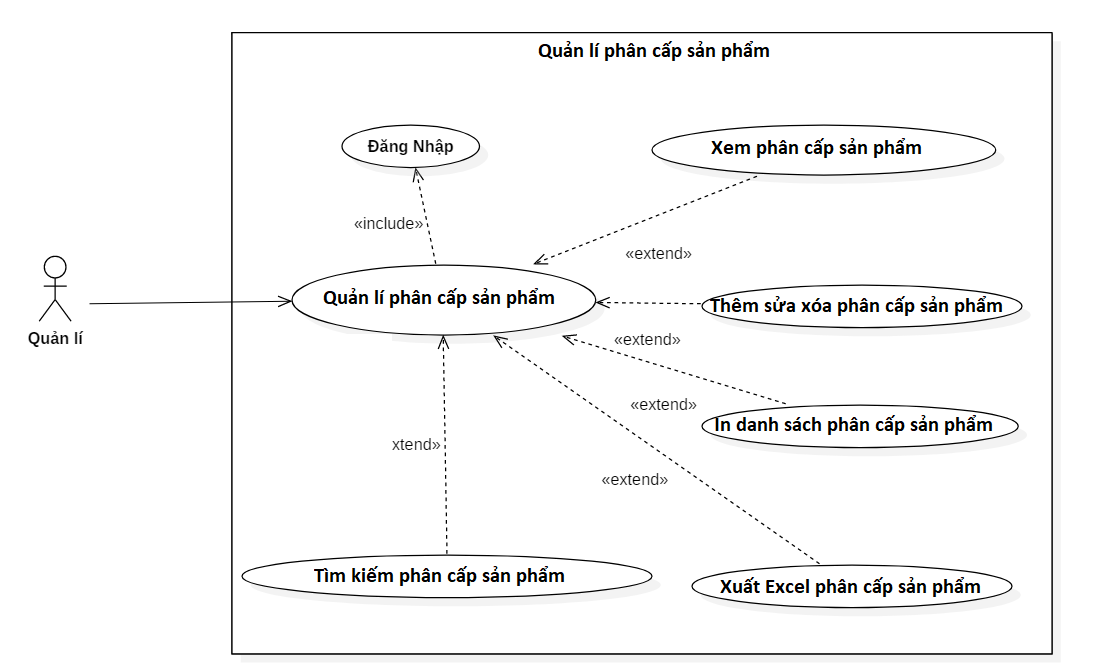 Quản lí phân cấp sản phẩm
Đăng Nhập
Xem phân cấp sản phẩm
«include»
«extend»
Quản lí phân cấp sản phẩm
Thêm sửa xóa phân cấp sản phẩm
Quản lí
«extend»
«extend»
In danh sách phân cấp sản phẩm
xtend»
«extend»
Tìm kiếm phân cấp sản phẩm
Xuất Excel phân cấp sản phẩm